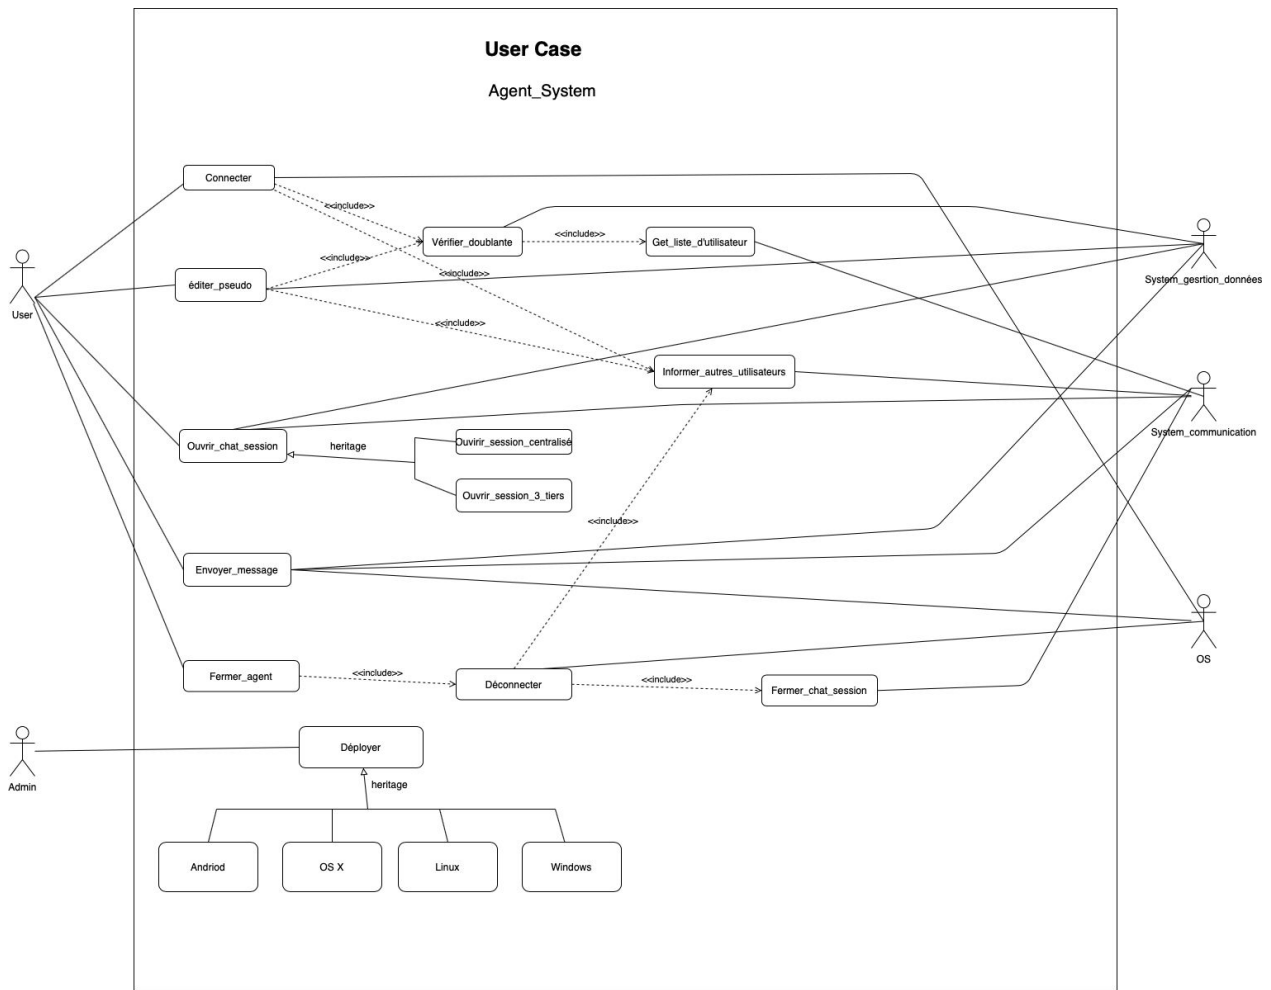 User Case
Agent_System
Connecter
<<include>>
Vérifier_doublante
<<include>>
Get_liste_d'utilisateur
<<include>>
<<include>>
éditer_pseudo
User
System_gesrtion_données
<<include>>
Informer_autres_utilisateurs
Ouvrir_chat_session
heritage
Ouvirir_session_centralisé
System_communication
Ouvrir_session_3_tiers
<<include>>
Envoyer_message
OS
Fermer_agent
<<include>>
Déconnecter
<<include>>
Fermer_chat_session
Admin
Déployer
heritage
Andriod
OS X
Linux
Windows